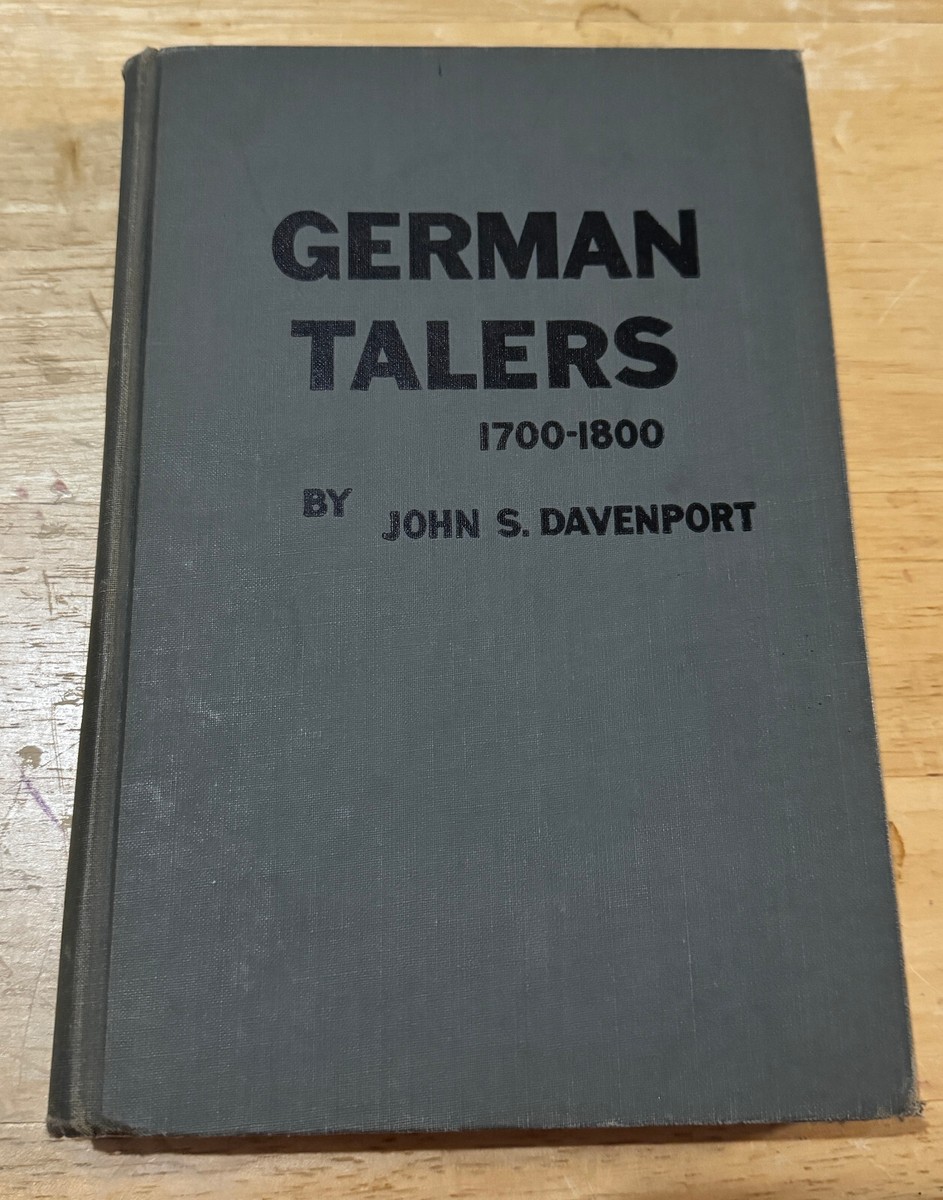 GERMAN
TALERS
1700-1800
BY JOHN S. DAVENPORT